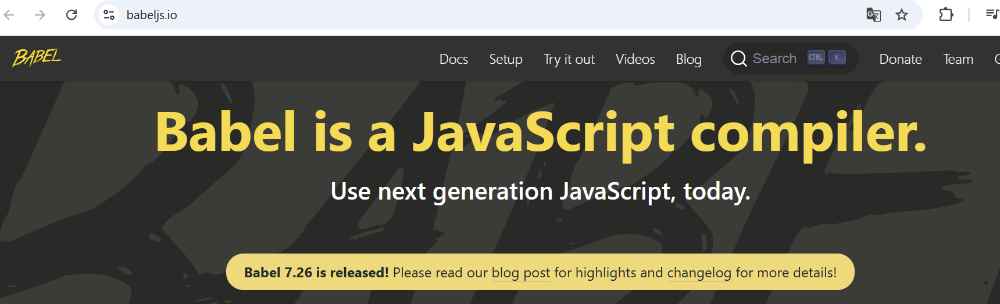 babeljs.io
BABEL
Docs Setup Try it out Videos Blog Search CTRL K Donate Team
Babel is a JavaScript compiler.
Use next generation JavaScript, today.
Babel 7.26 is released! Please read our blog post for highlights and changelog for more details!